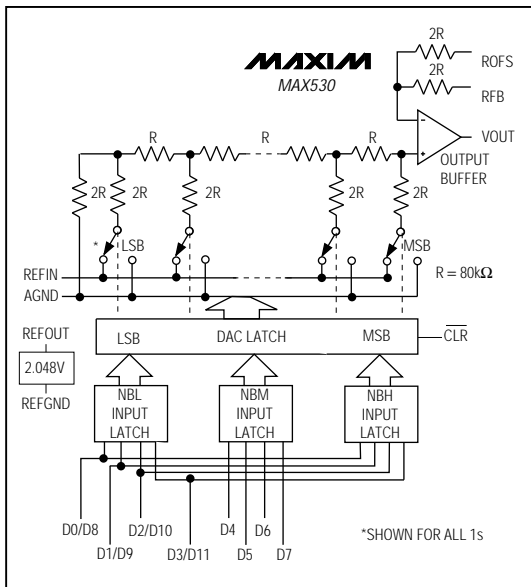 MAXIM
MAX530
2R
ROFS
2R
RFB
R
R
R
VOUT
OUTPUT
BUFFER
2R
2R
2R
2R
2R
*
LSB
MSB
REFIN
R = 80kΩ
AGND
REFOUT
2.048V
REFGND
LSB
DAC LATCH
MSB
CLR
NBL
INPUT
LATCH
NBM
INPUT
LATCH
NBH
INPUT
LATCH
D0/D8
D1/D9
D2/D10
D3/D11
D4
D5
D6
D7
*SHOWN FOR ALL 1s